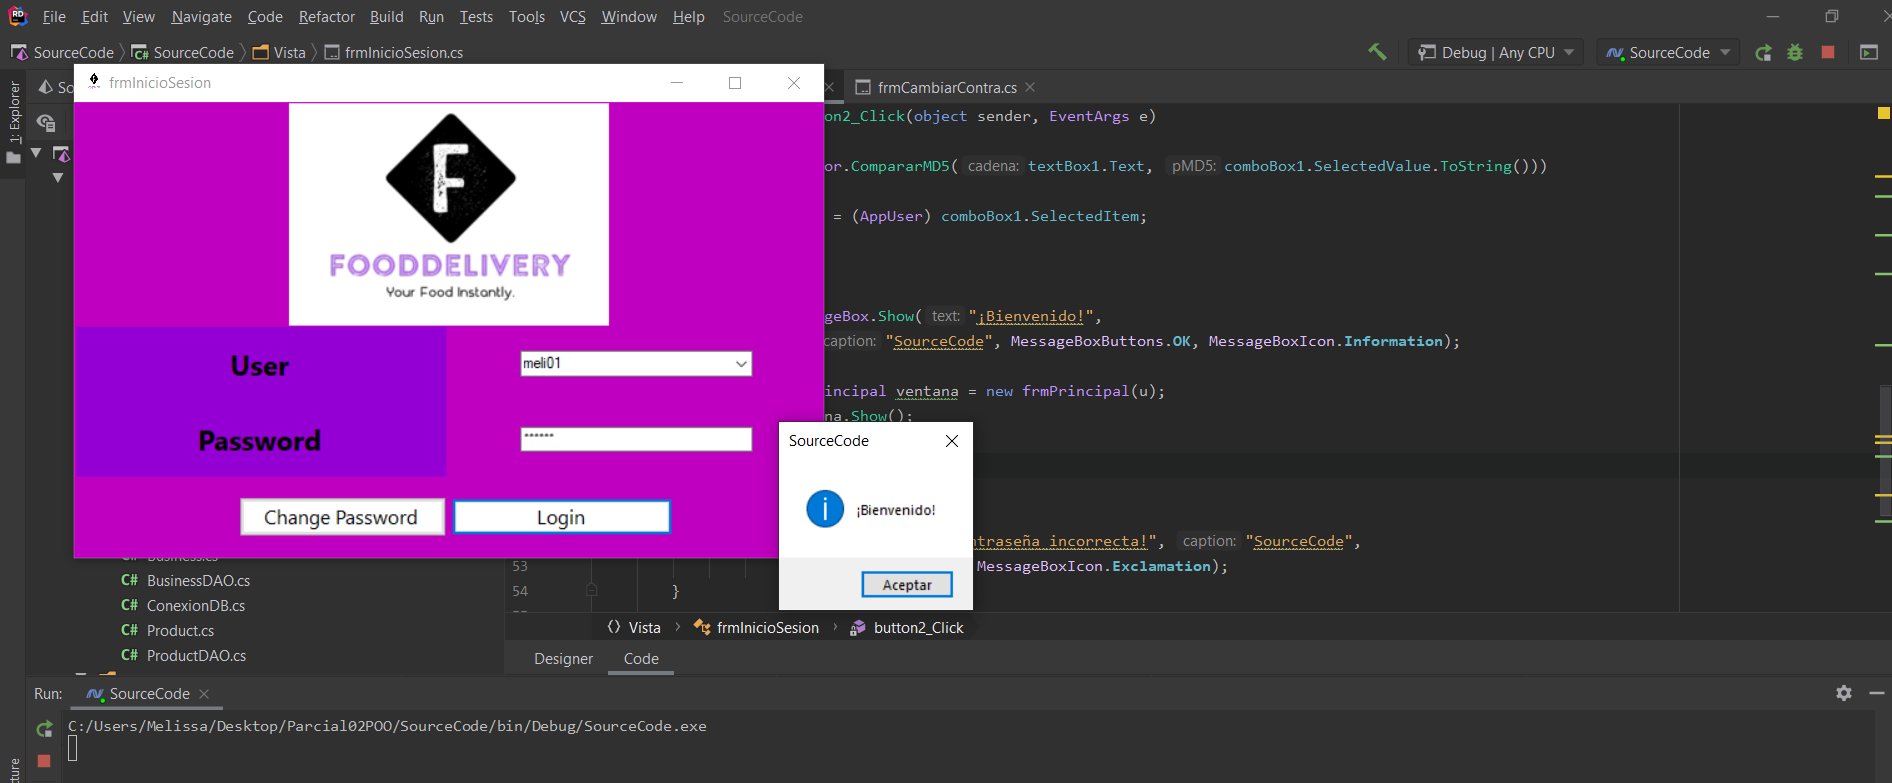 File Edit View Navigate Code Refactor Build Run Tests Tools VCS Window Help SourceCode
SourceCode SourceCode Vista frmInicioSesion.cs
Debug | Any CPU SourceCode
1: Explorer
So
frmCambiarContra.cs
frmInicioSesion
F
FOODDELIVERY
Your Food Instantly.
User
meli01
Password
******
Change Password
Login
on2_Click(object sender, EventArgs e)
or.CompararMD5( cadena: textBox1.Text, pMD5: comboBox1.SelectedValue.ToString()))
= (AppUser) comboBox1.SelectedItem;
geBox.Show( text: "¡Bienvenido!",
caption: "SourceCode", MessageBoxButtons.OK, MessageBoxIcon.Information);
incipal ventana = new frmPrincipal(u);
na.Show();
SourceCode
¡Bienvenido!
Aceptar
ntraseña incorrecta!", caption: "SourceCode",
53 MessageBoxIcon.Exclamation);
54 }
Business.cs
BusinessDAO.cs
ConexionDB.cs
Product.cs
ProductDAO.cs
Vista frmInicioSesion button2_Click
Designer Code
Run: SourceCode
C:/Users/Melissa/Desktop/Parcial02POO/SourceCode/bin/Debug/SourceCode.exe